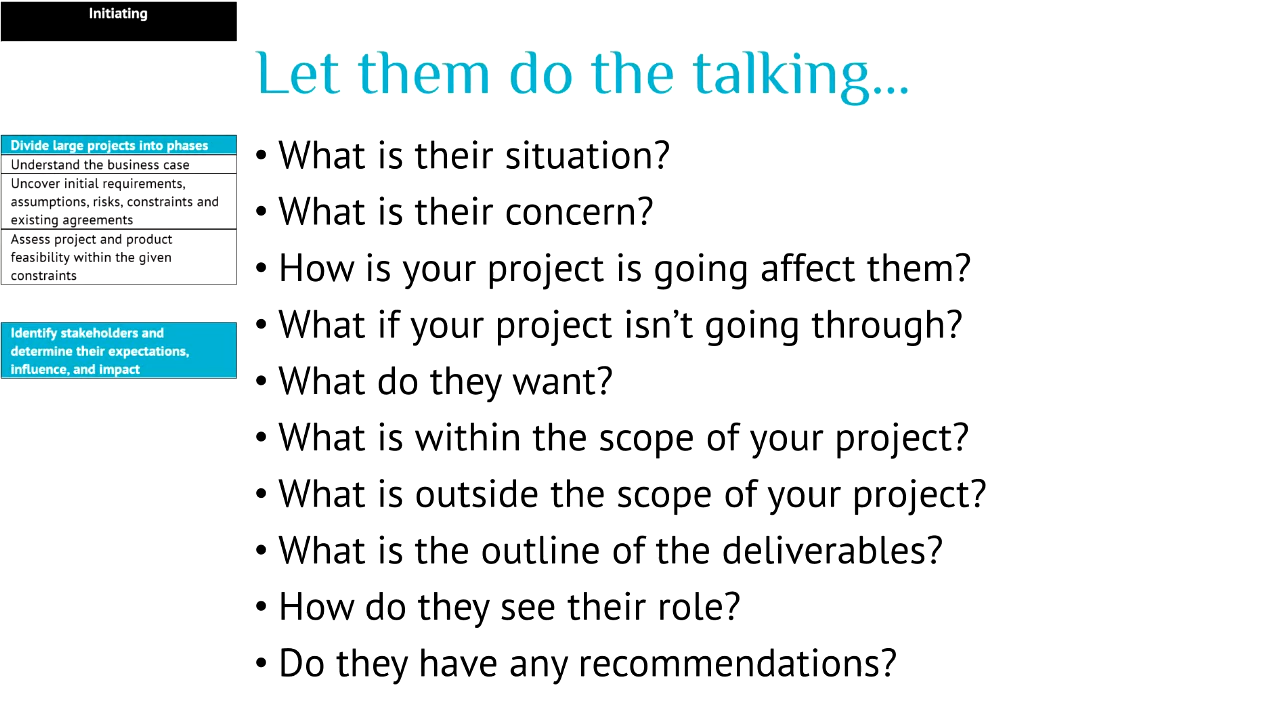 Initiating
Let them do the talking...
Divide large projects into phases
Understand the business case
Uncover initial requirements,
assumptions, risks, constraints and
existing agreements
Assess project and product
feasibility within the given
constraints
Identify stakeholders and
determine their expectations,
influence, and impact
• What is their situation?
• What is their concern?
• How is your project is going affect them?
• What if your project isn’t going through?
• What do they want?
• What is within the scope of your project?
• What is outside the scope of your project?
• What is the outline of the deliverables?
• How do they see their role?
• Do they have any recommendations?